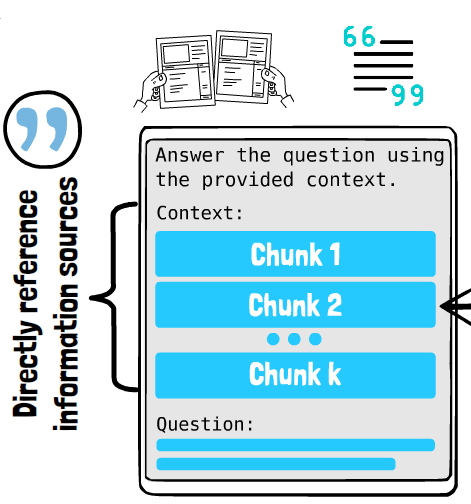 66
99
Directly reference
information sources
Answer the question using
the provided context.
Context:
Chunk 1
Chunk 2
Chunk k
Question: